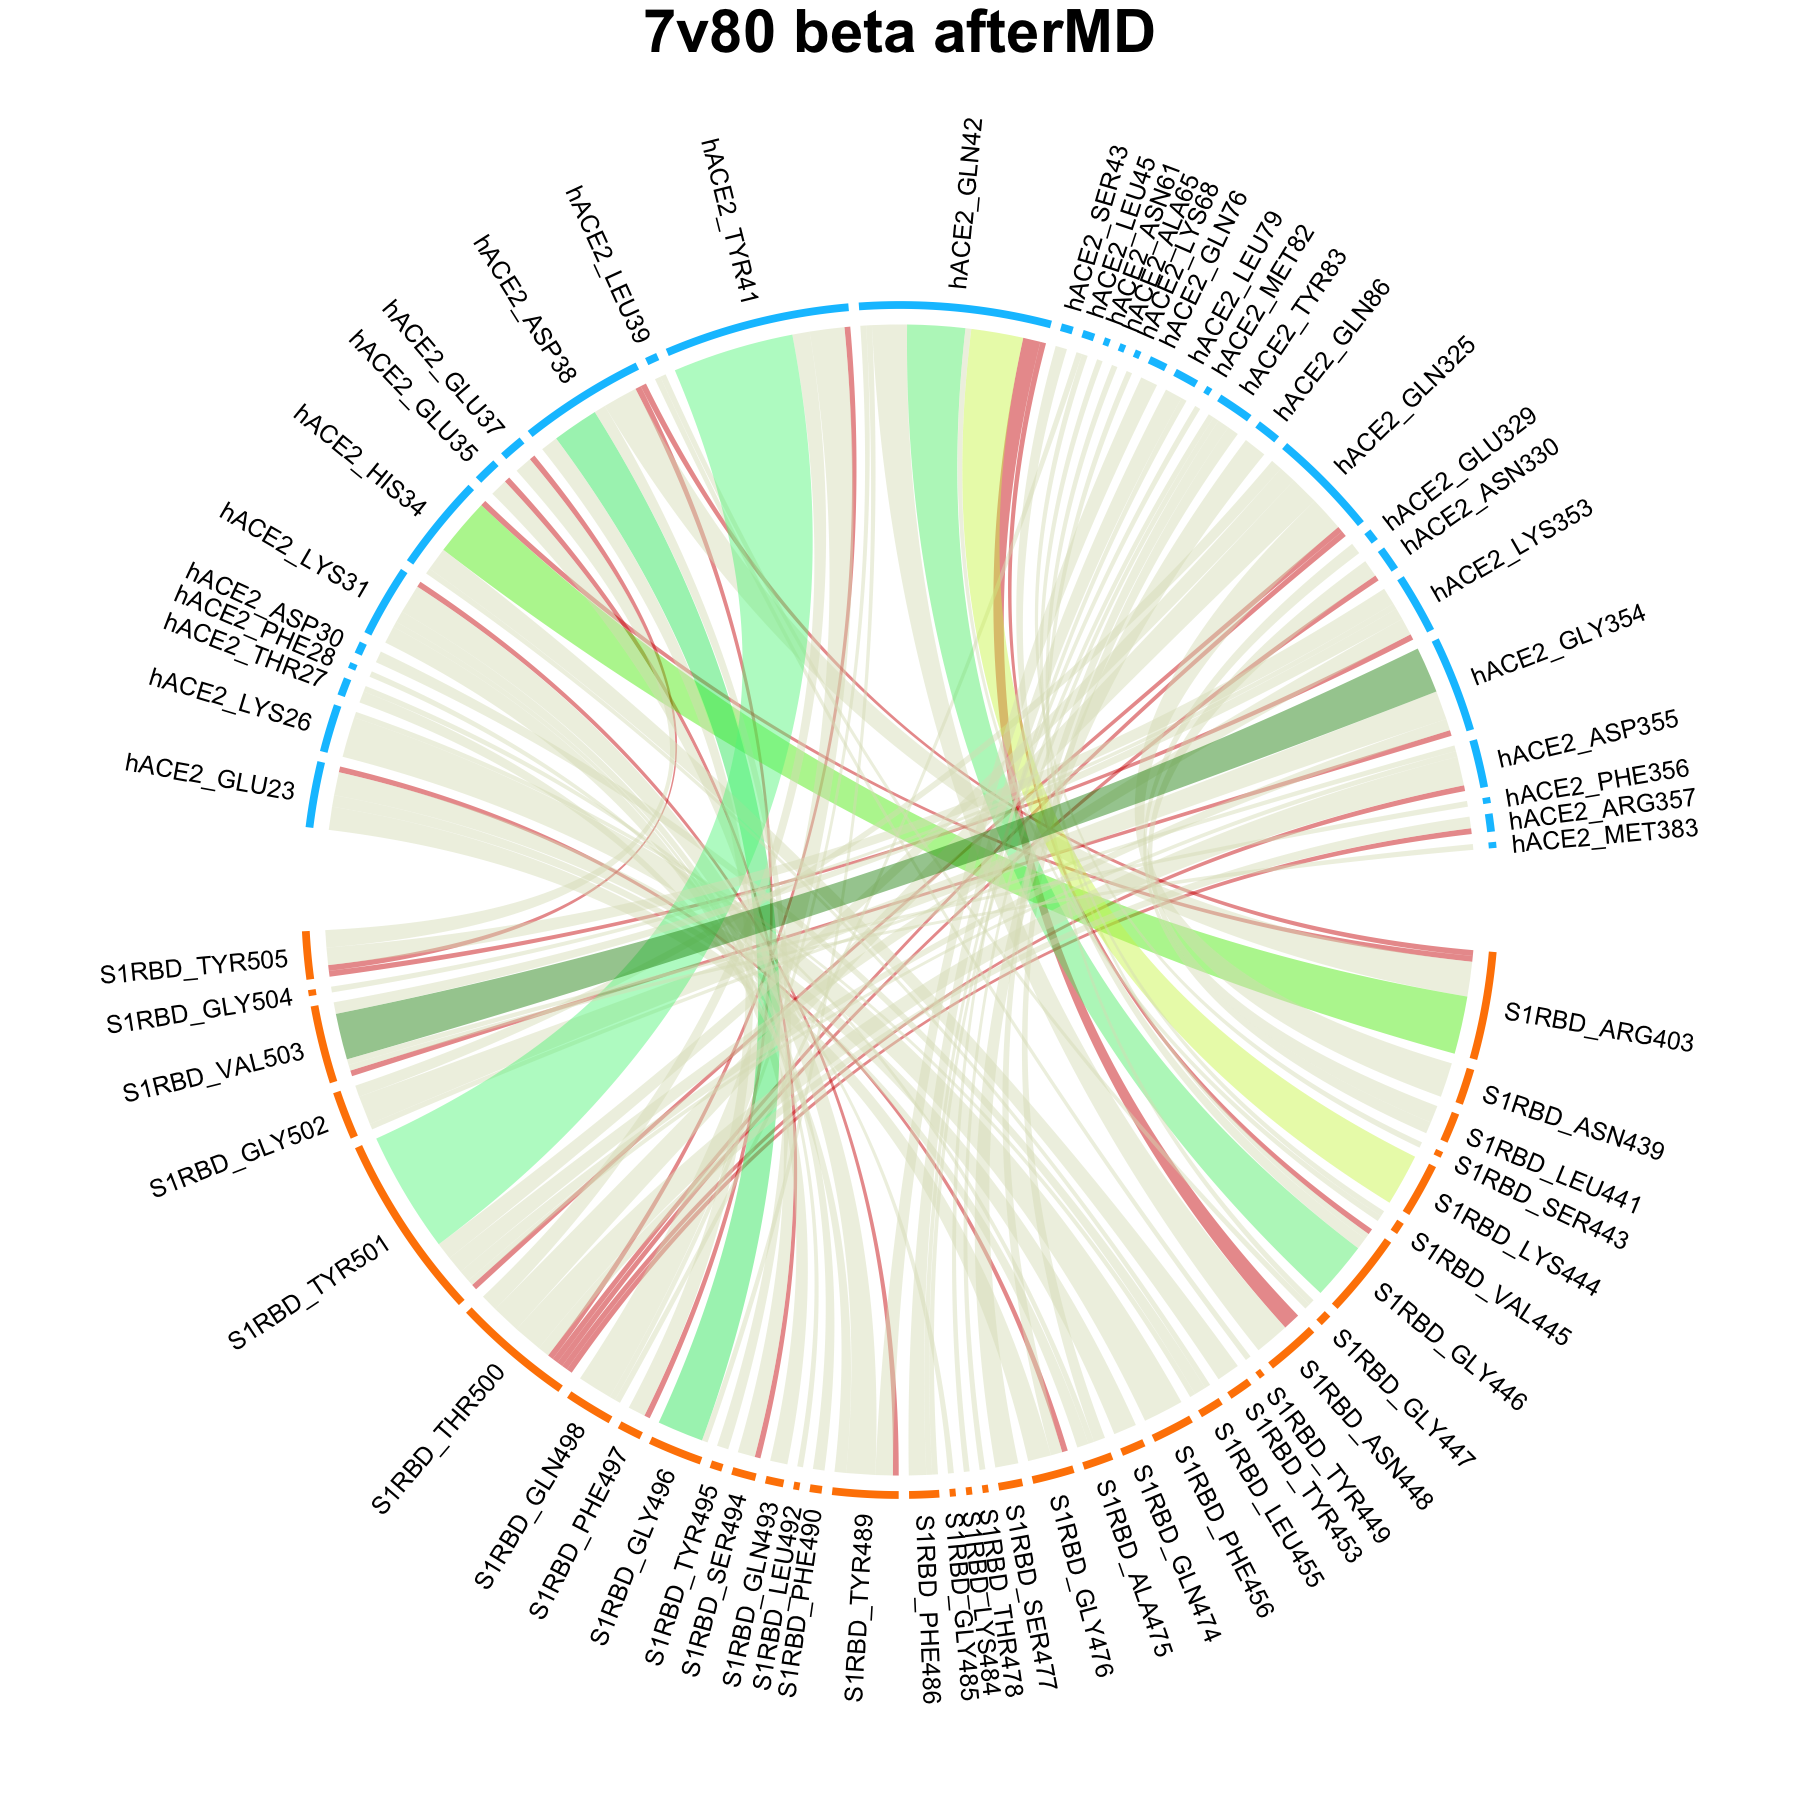 7v80 beta afterMD
hACE2_GLU23
hACE2_LYS26
hACE2_THR27
hACE2_PHE28
hACE2_ASP30
hACE2_LYS31
hACE2_HIS34
hACE2_GLU35
hACE2_GLU37
hACE2_ASP38
hACE2_LEU39
hACE2_TYR41
hACE2_GLN42
hACE2_SER43
hACE2_LEU45
hACE2_ASN61
hACE2_ALA65
hACE2_LYS68
hACE2_GLN76
hACE2_LEU79
hACE2_MET82
hACE2_TYR83
hACE2_GLN86
hACE2_GLN325
hACE2_GLU329
hACE2_ASN330
hACE2_LYS353
hACE2_GLY354
hACE2_ASP355
hACE2_PHE356
hACE2_ARG357
hACE2_MET383
S1RBD_ARG403
S1RBD_ASN439
S1RBD_LEU441
S1RBD_SER443
S1RBD_LYS444
S1RBD_VAL445
S1RBD_GLY446
S1RBD_GLY447
S1RBD_ASN448
S1RBD_TYR449
S1RBD_TYR453
S1RBD_LEU455
S1RBD_PHE456
S1RBD_GLN474
S1RBD_ALA475
S1RBD_GLY476
S1RBD_SER477
S1RBD_THR478
S1RBD_LYS484
S1RBD_GLY485
S1RBD_PHE486
S1RBD_TYR489
S1RBD_PHE490
S1RBD_LEU492
S1RBD_GLN493
S1RBD_SER494
S1RBD_TYR495
S1RBD_GLY496
S1RBD_PHE497
S1RBD_GLN498
S1RBD_THR500
S1RBD_TYR501
S1RBD_GLY502
S1RBD_VAL503
S1RBD_GLY504
S1RBD_TYR505